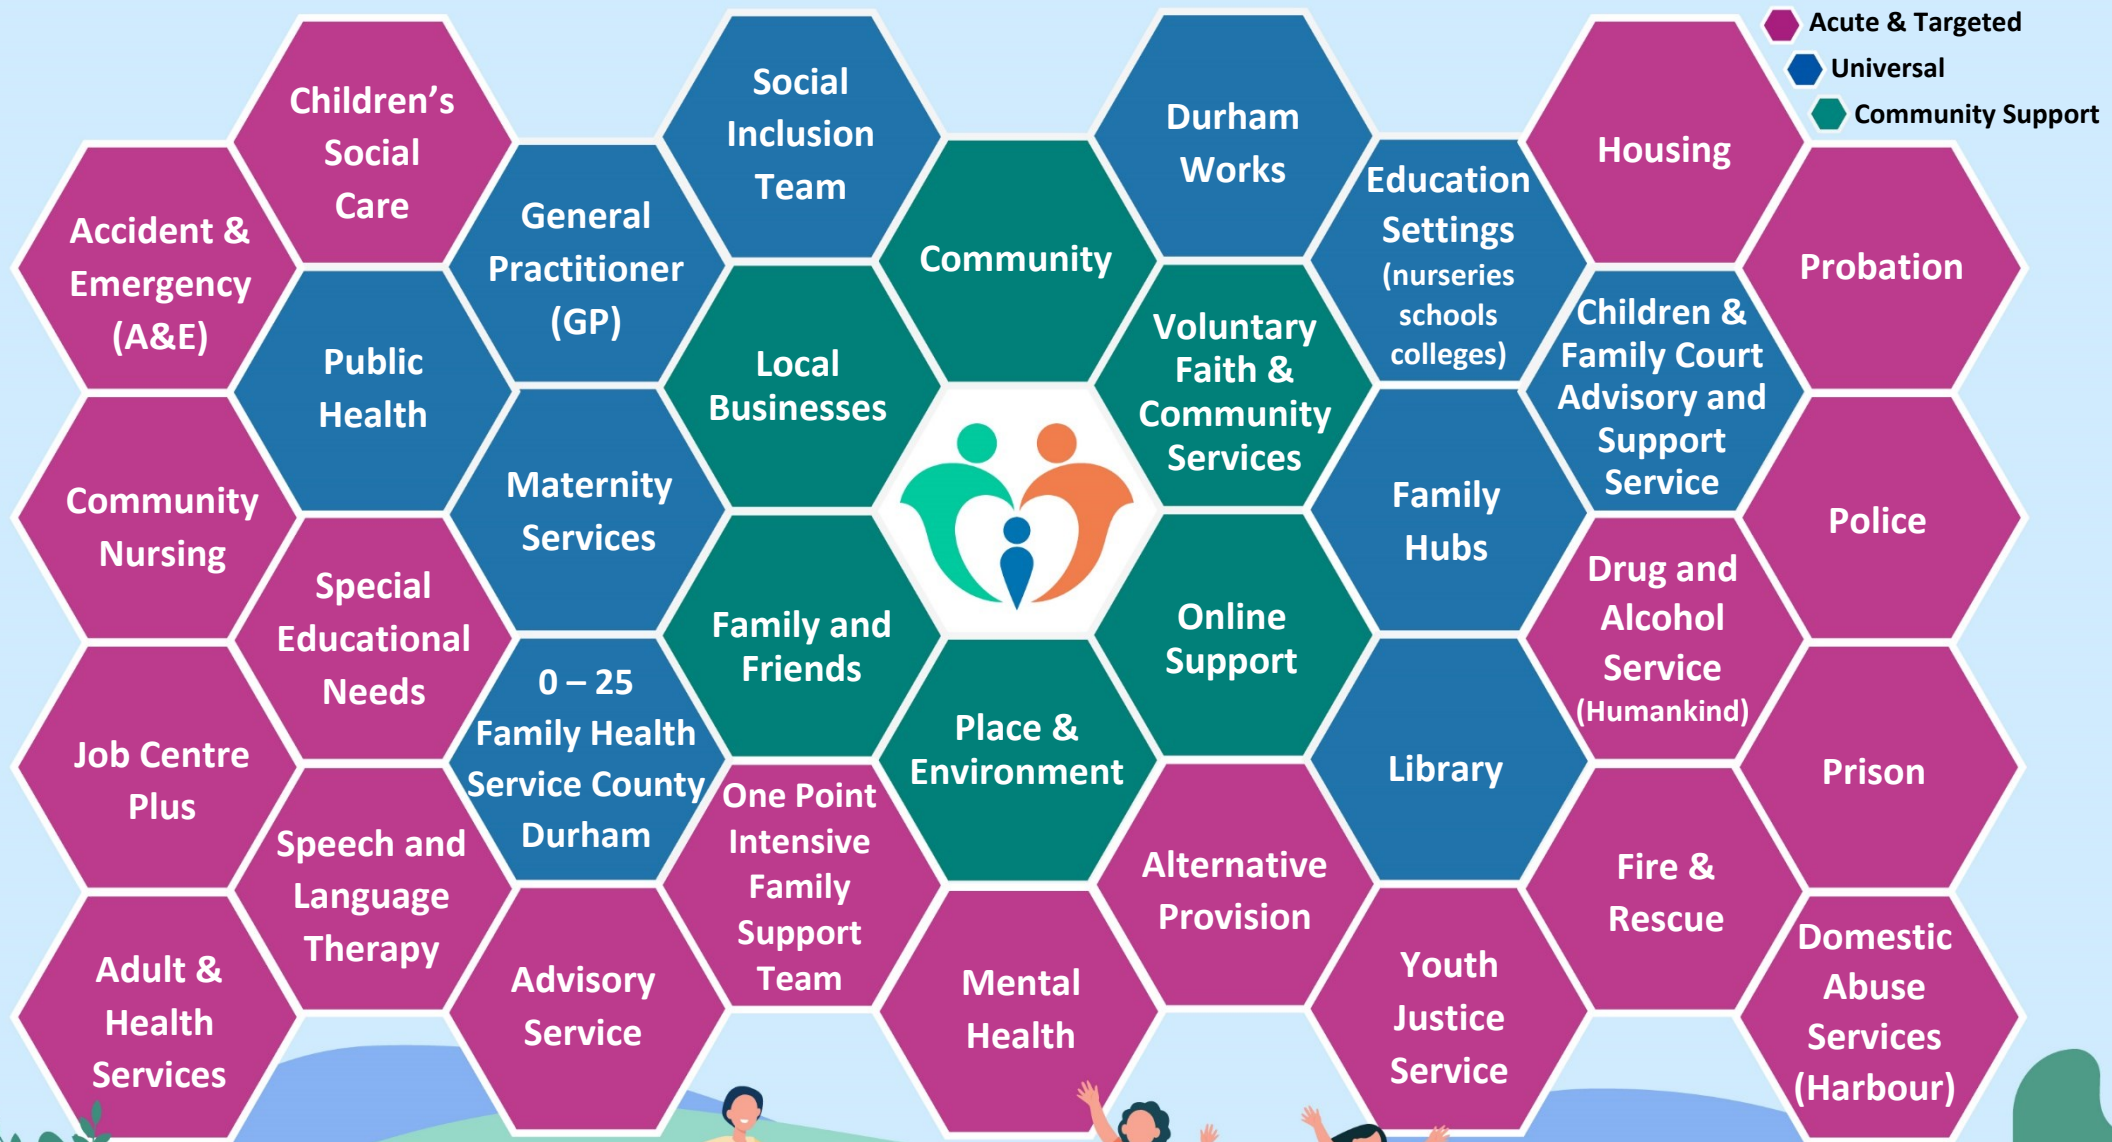 Acute & Targeted
Universal
Community Support
Accident &
Emergency
(A&E)
Community
Nursing
Job Centre
Plus
Adult &
Health
Services
Children’s
Social
Care
Public
Health
Special
Educational
Needs
Speech and
Language
Therapy
General
Practitioner
(GP)
Maternity
Services
0 – 25
Family Health
Service County
Durham
Advisory
Service
Social
Inclusion
Team
Local
Businesses
Family and
Friends
One Point
Intensive
Family
Support
Team
Community
Place &
Environment
Mental
Health
Durham
Works
Voluntary
Faith &
Community
Services
Online
Support
Alternative
Provision
Education
Settings
(nurseries
schools
colleges)
Family
Hubs
Library
Youth
Justice
Service
Housing
Children &
Family Court
Advisory and
Support
Service
Drug and
Alcohol
Service
(Humankind)
Fire &
Rescue
Probation
Police
Prison
Domestic
Abuse
Services
(Harbour)